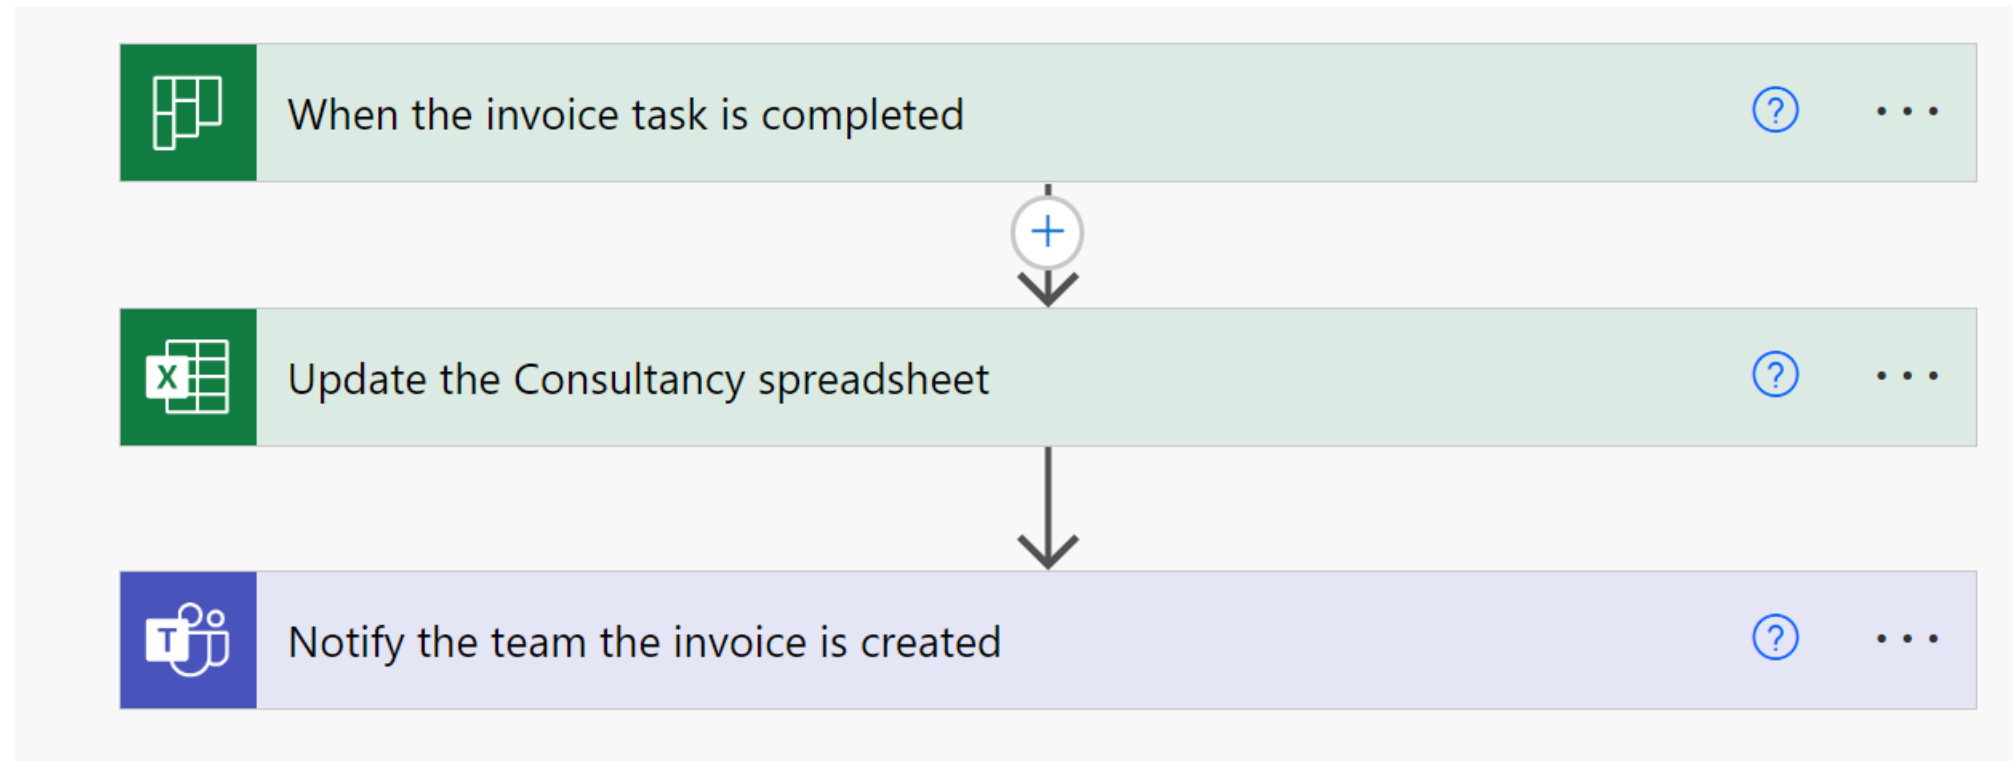 When the invoice task is completed
?
Update the Consultancy spreadsheet
?
Notify the team the invoice is created
?